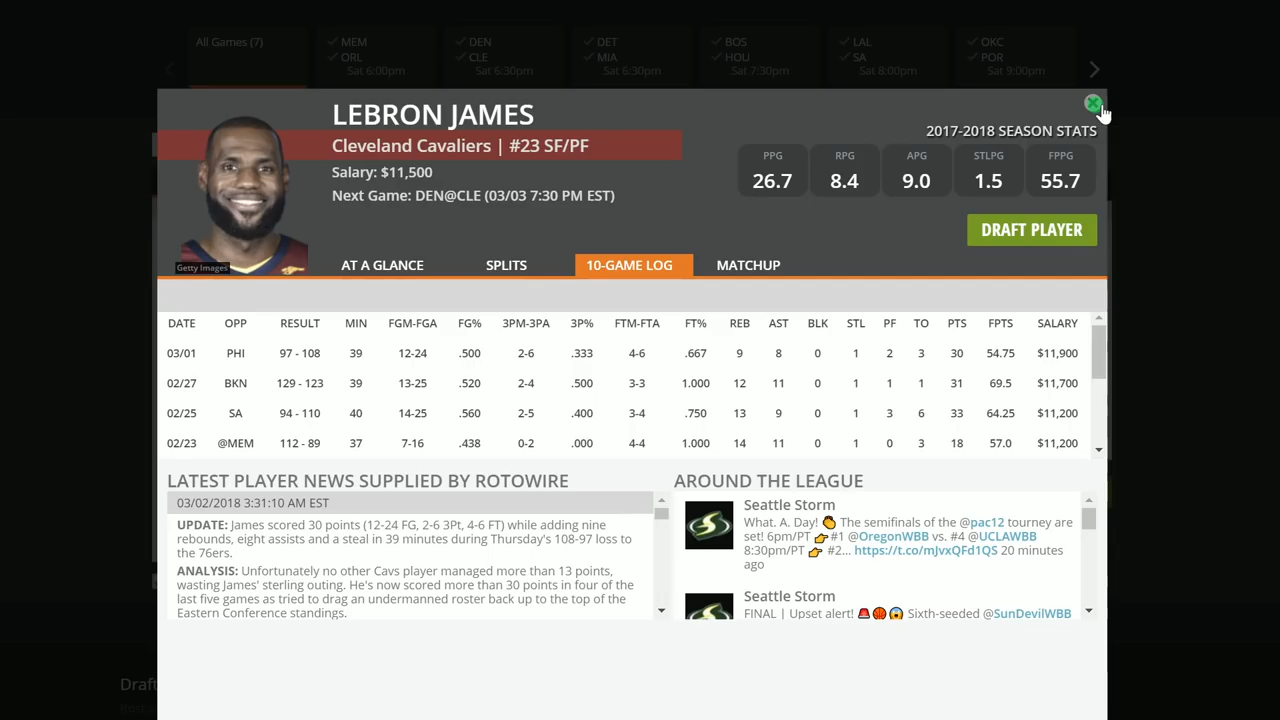 All Games (7)
MEM
ORL
Sat 6:00pm
DEN
CLE
Sat 6:30pm
DET
MIA
Sat 6:30pm
BOS
HOU
Sat 7:30pm
LAL
SA
Sat 8:00pm
OKC
POR
Sat 9:00pm
LEBRON JAMES
Cleveland Cavaliers | #23 SF/PF
Salary: $11,500
Next Game: DEN@CLE (03/03 7:30 PM EST)
Getty Images
2017-2018 SEASON STATS
PPG RPG APG STLPG FPPG
26.7 8.4 9.0 1.5 55.7
DRAFT PLAYER
AT A GLANCE SPLITS 10-GAME LOG MATCHUP
DATE OPP RESULT MIN FGM-FGA FG% 3PM-3PA 3P% FTM-FTA FT% REB AST BLK STL PF TO PTS FPTS SALARY
03/01 PHI 97 - 108 39 12-24 .500 2-6 .333 4-6 .667 9 8 0 1 2 3 30 54.75 $11,900
02/27 BKN 129 - 123 39 13-25 .520 2-4 .500 3-3 1.000 12 11 0 1 1 1 31 69.5 $11,700
02/25 SA 94 - 110 40 14-25 .560 2-5 .400 3-4 .750 13 9 0 1 3 6 33 64.25 $11,200
02/23 @MEM 112 - 89 37 7-16 .438 0-2 .000 4-4 1.000 14 11 0 1 0 3 18 57.0 $11,200
LATEST PLAYER NEWS SUPPLIED BY ROTOWIRE
03/02/2018 3:31:10 AM EST
UPDATE: James scored 30 points (12-24 FG, 2-6 3Pt, 4-6 FT) while adding nine
rebounds, eight assists and a steal in 39 minutes during Thursday's 108-97 loss to
the 76ers.
ANALYSIS: Unfortunately no other Cavs player managed more than 13 points,
wasting James' sterling outing. He's now scored more than 30 points in four of the
last five games as tried to drag an undermanned roster back up to the top of the
Eastern Conference standings.
AROUND THE LEAGUE
Seattle Storm
What. A. Day! 👏 The semifinals of the @pac12 tourney are
set! 6pm/PT 👉 #1 @OregonWBB vs. #4 @UCLAWBB
8:30pm/PT 👉 #2... https://t.co/mJvxQFd1QS 20 minutes
ago
Seattle Storm
FINAL | Upset alert! 🚨🏀😱 Sixth-seeded @SunDevilWBB
Draft